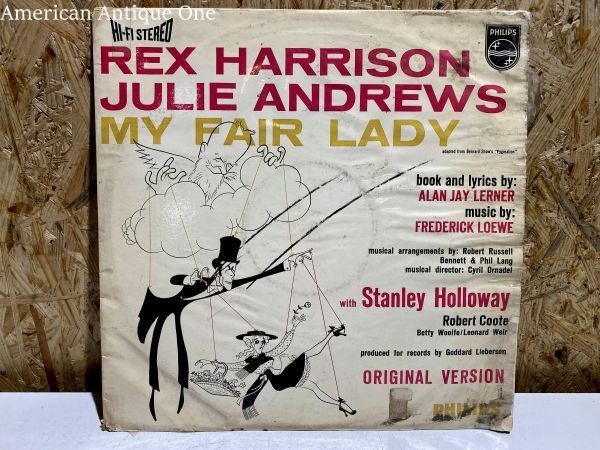 American Antique One
HI-FI STEREO
PHILIPS
REX HARRISON
JULIE ANDREWS
MY FAIR LADY
adapted from Bernard Shaw's "Pygmalion"
book and lyrics by:
ALAN JAY LERNER
music by:
FREDERICK LOEWE
musical arrangements by: Robert Russell
Bennett & Phil Lang
musical director: Cyril Ornadel
with Stanley Holloway
Robert Coote
Betty Woolfe/Leonard Weir
produced for records by Goddard Lieberson
ORIGINAL VERSION
PHILIPS